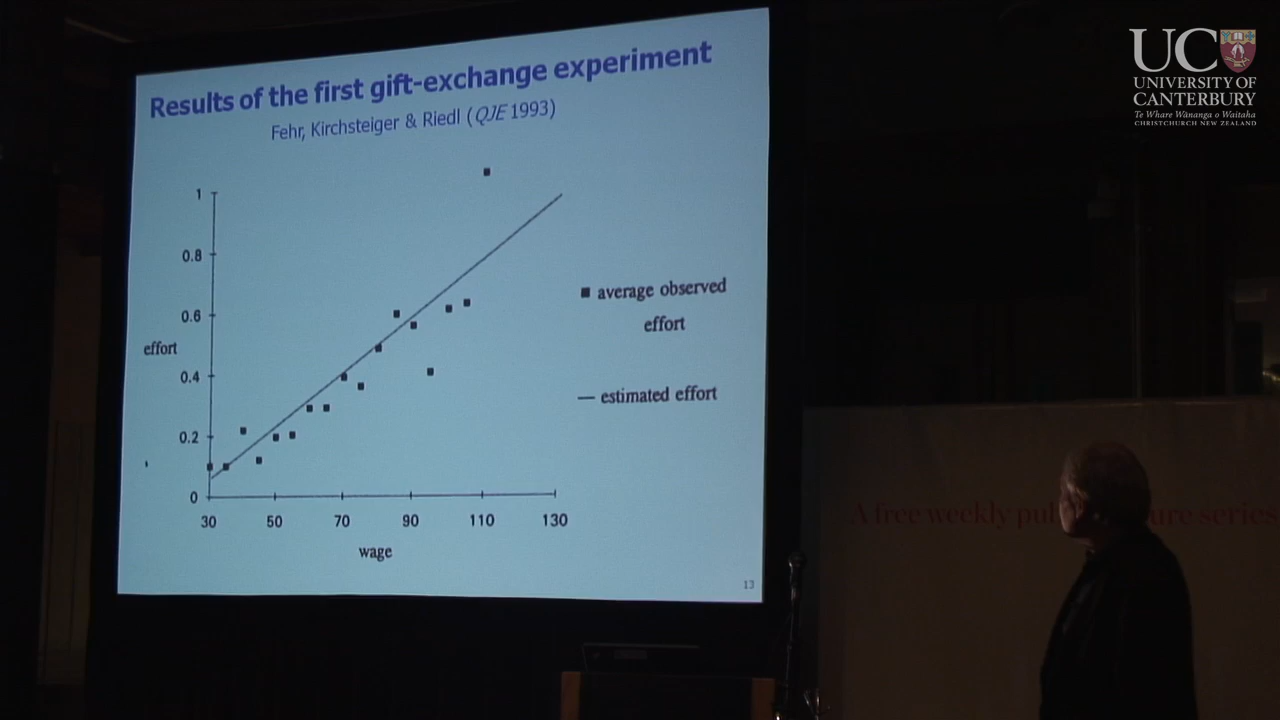 Results of the first gift-exchange experiment
Fehr, Kirchsteiger & Riedl (QJE 1993)
1
0.8
0.6
effort
0.4
0.2
0
30 50 70 90 110 130
wage
average observed
effort
estimated effort
13
UC
UNIVERSITY OF
CANTERBURY
Te Whare Wānanga o Waitaha
CHRISTCHURCH NEW ZEALAND
A free weekly series